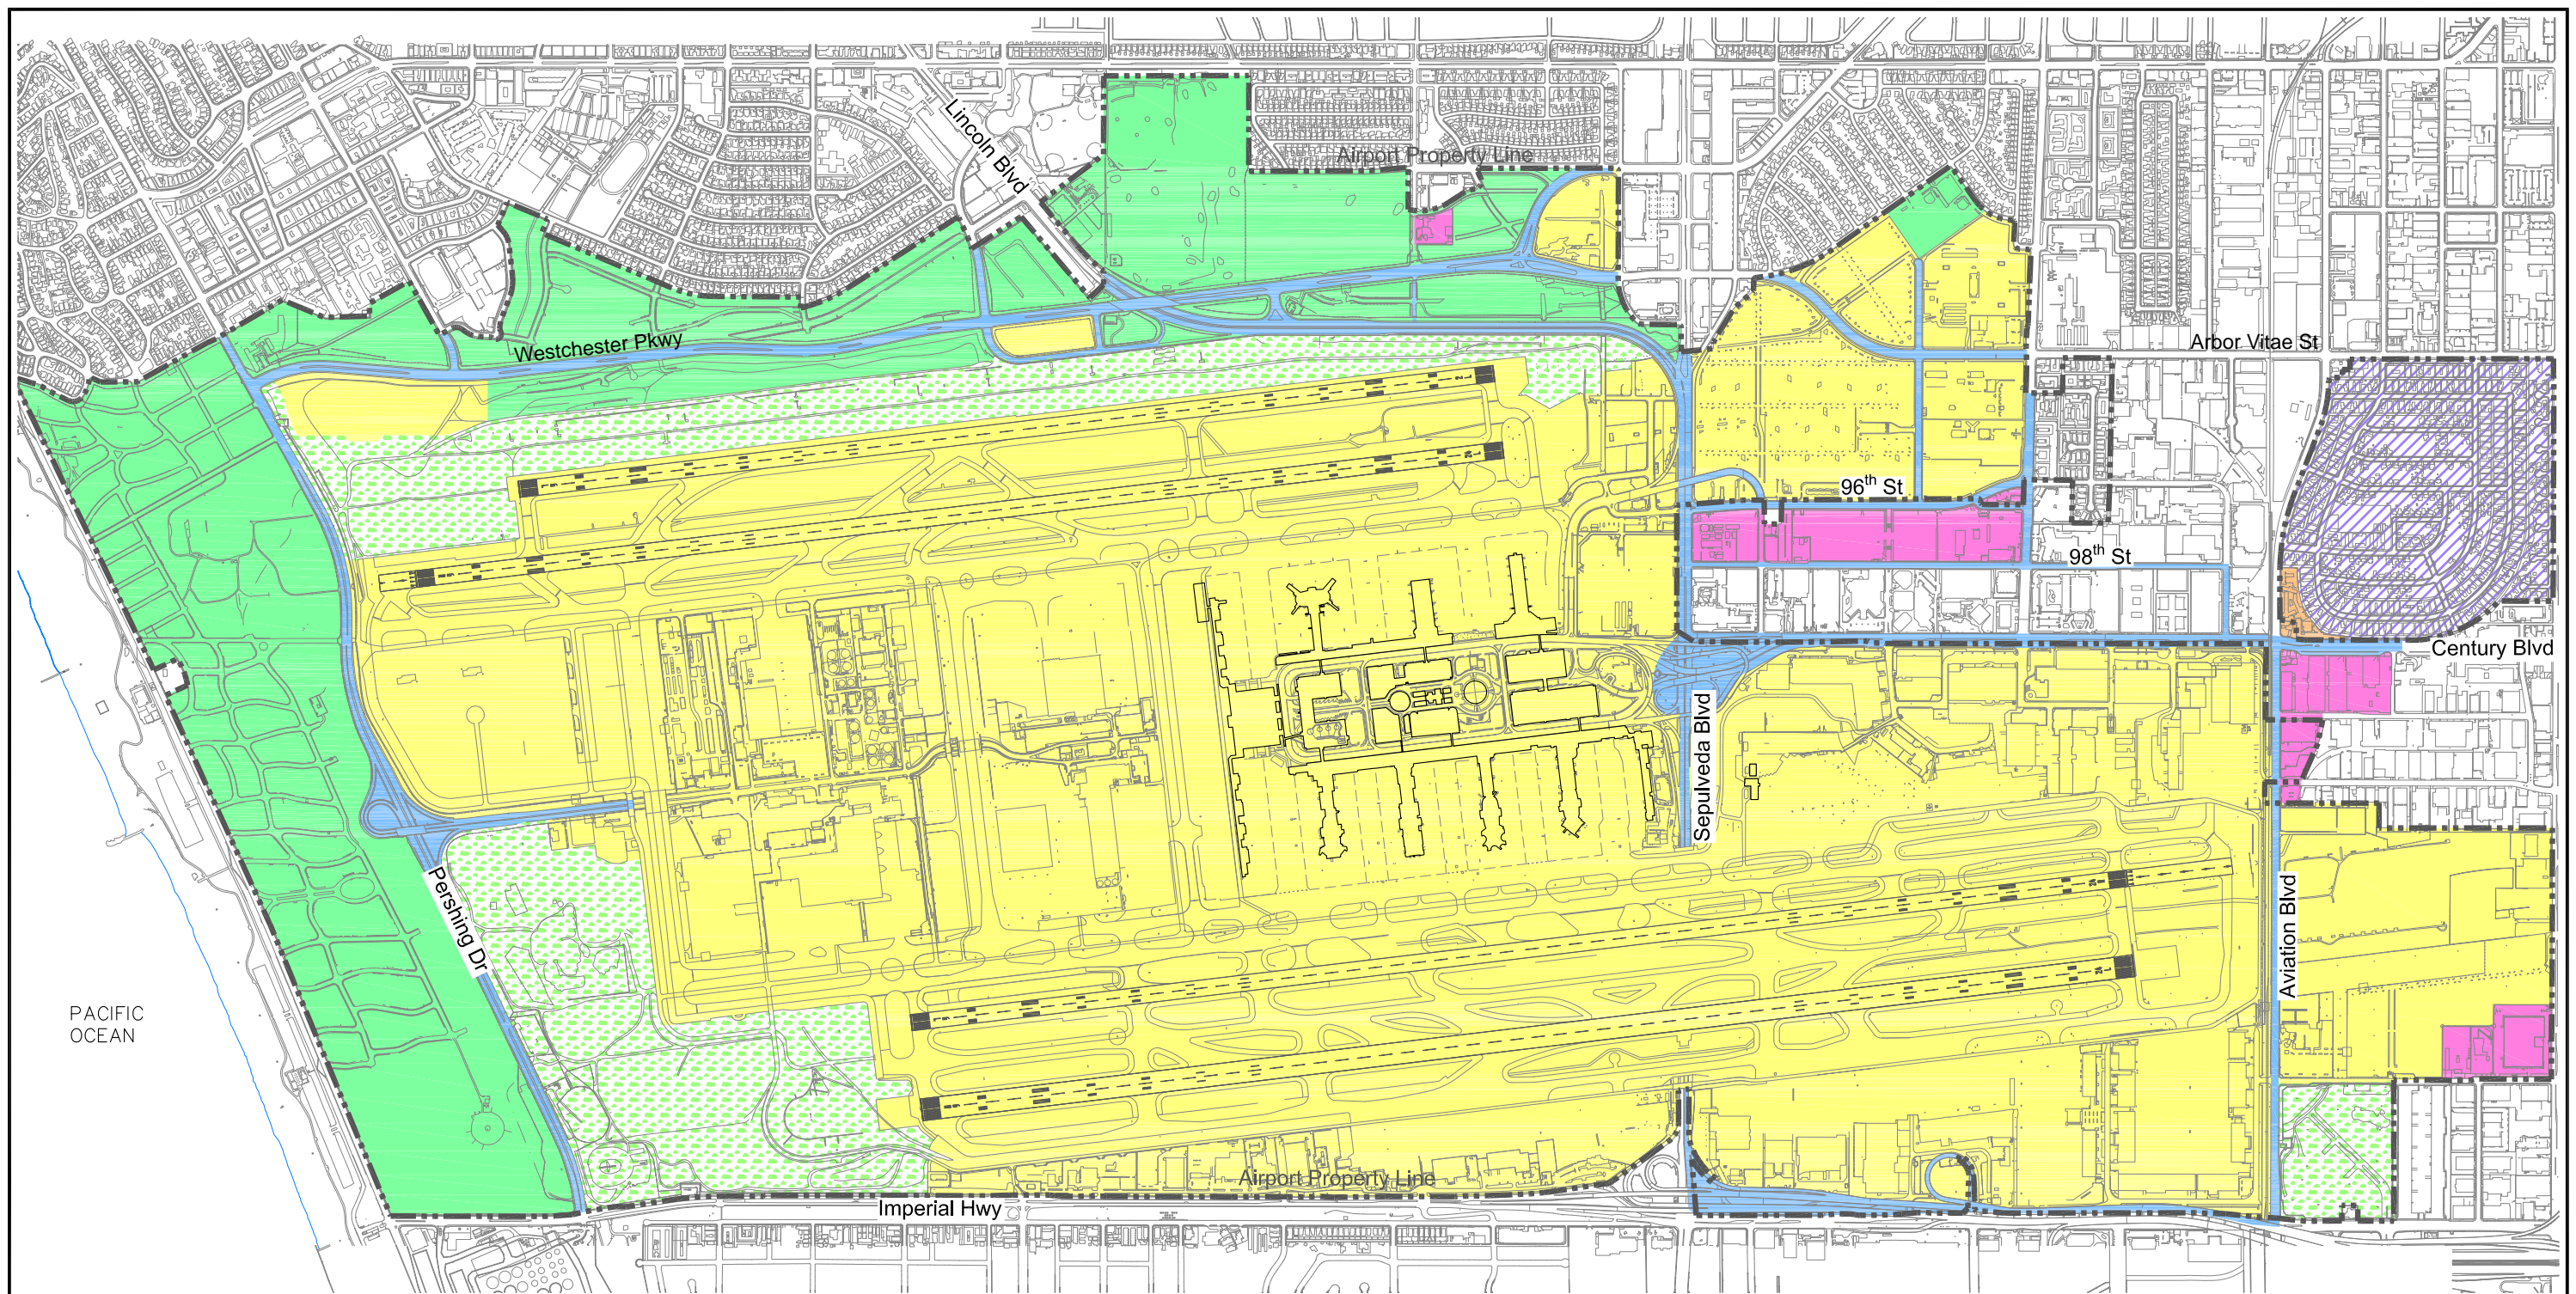 Lincoln Blvd
Airport Property Line
Westchester Pkwy
Arbor Vitae St
96th St
98th St
Century Blvd
Sepulveda Blvd
Pershing Dr
Aviation Blvd
PACIFIC
OCEAN
Airport Property Line
Imperial Hwy